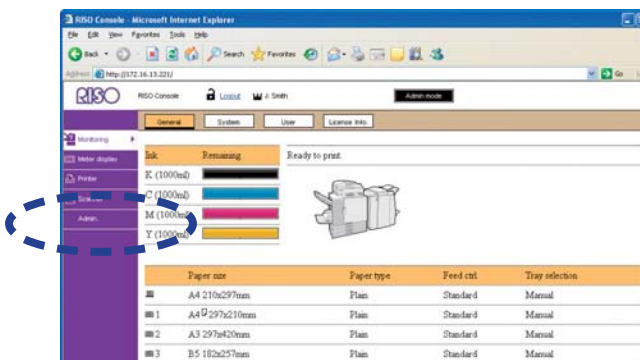 RISO Console - Microsoft Internet Explorer
File Edit View Favorites Tools Help
Back Search Favorites
Address http://172.16.13.221/ Go
RISO RISO Console Logout J. Smith Admin mode
General System User License Info.
Monitoring
Meter display
Printer
Scanner
Admin.
Ink Remaining Ready to print
K (1000ml)
C (1000ml)
M (1000ml)
Y (1000ml)
Paper size Paper type Feed ctrl. Tray selection
A4 210x297mm Plain Standard Manual
1 A4 297x210mm Plain Standard Manual
2 A3 297x420mm Plain Standard Manual
3 B5 182x257mm Plain Standard Manual